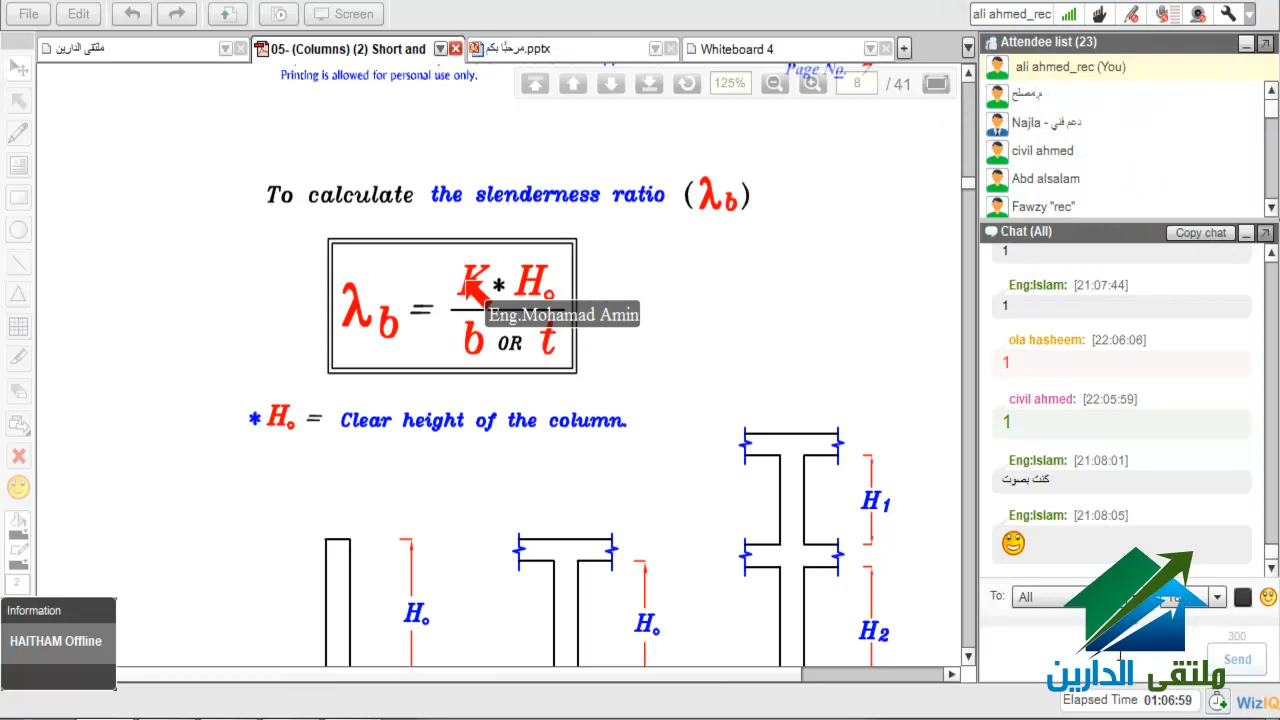 File
Edit
Screen
ali ahmed_rec
ملتقى الدارين
05- (Columns) (2) Short and
مرحبًا بكم.pptx
Whiteboard 4
Attendee list (23)
ali ahmed_rec (You)
م.مصلح
Najla - دعم فني
civil ahmed
Abd alsalam
Fawzy "rec"
Printing is allowed for personal use only.
Page No. 7
125%
8
/ 41
To calculate the slenderness ratio (λb)
λb = K * Ho
b OR t
Eng.Mohamad Amin
* Ho = Clear height of the column.
H1
Ho
Ho
H2
Chat (All)
Copy chat
1
Eng:Islam: [21:07:44]
1
ola hasheem: [22:06:06]
1
civil ahmed: [22:05:59]
1
Eng:Islam: [21:08:01]
كنت بصوت
Eng:Islam: [21:08:05]
To:
All
300
Send
ملتقى الدارين
Elapsed Time 01:06:59
WizIQ
2
Information
HAITHAM Offline